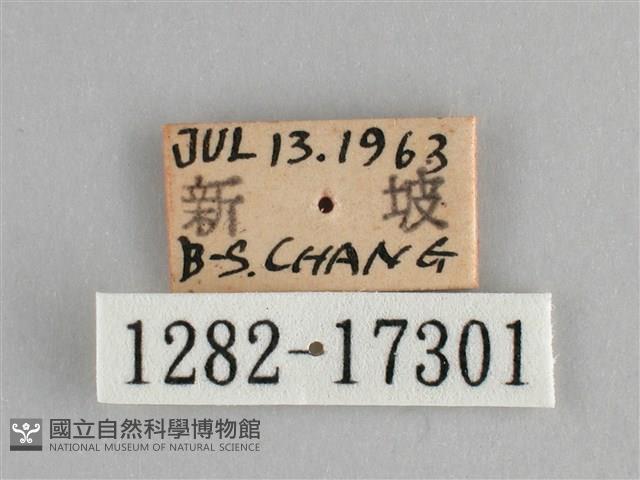 JUL 13.1963
新 坡
B-S.CHANG
1282-17301
國立自然科學博物館
NATIONAL MUSEUM OF NATURAL SCIENCE